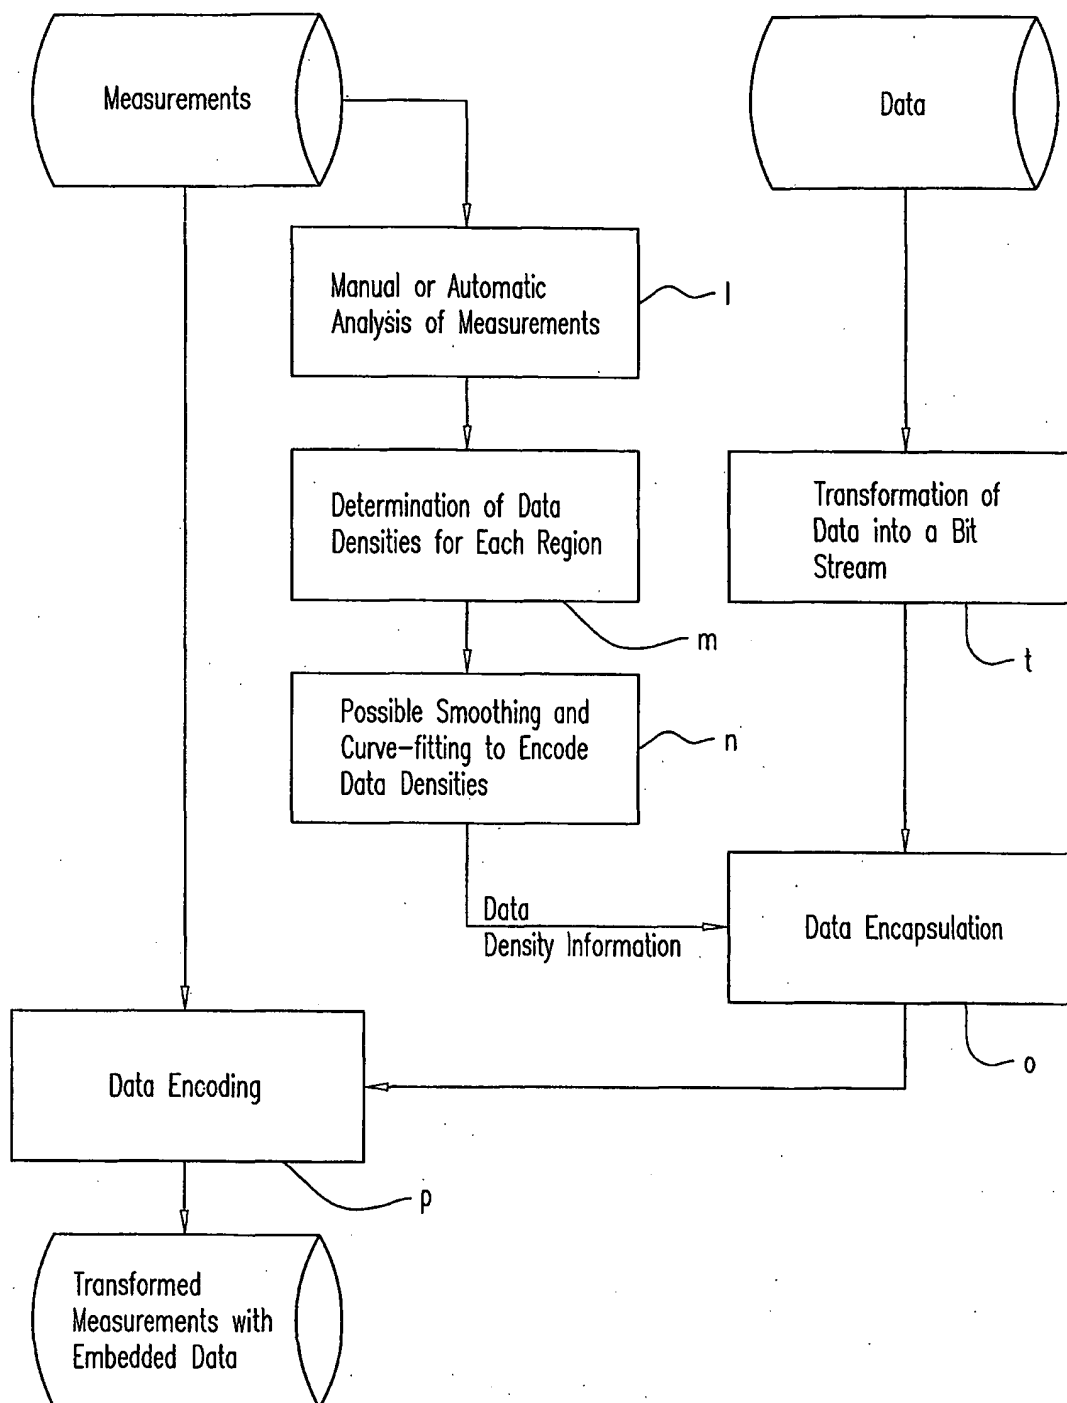 Measurements
Data
Manual or Automatic
Analysis of Measurements
l
Determination of Data
Densities for Each Region
m
Transformation of
Data into a Bit
Stream
t
Possible Smoothing and
Curve-fitting to Encode
Data Densities
n
Data
Density Information
Data Encapsulation
o
Data Encoding
p
Transformed
Measurements with
Embedded Data